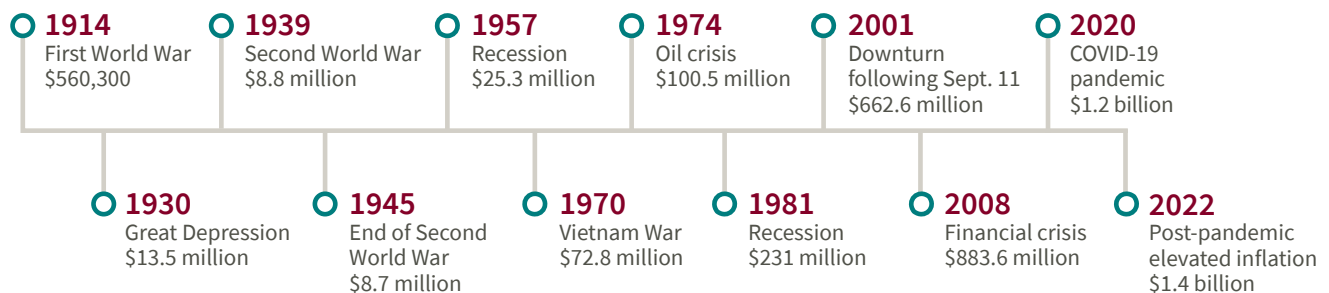 1914
First World War
$560,300
1930
Great Depression
$13.5 million
1939
Second World War
$8.8 million
1945
End of Second
World War
$8.7 million
1957
Recession
$25.3 million
1970
Vietnam War
$72.8 million
1974
Oil crisis
$100.5 million
1981
Recession
$231 million
2001
Downturn
following Sept. 11
$662.6 million
2008
Financial crisis
$883.6 million
2020
COVID-19
pandemic
$1.2 billion
2022
Post-pandemic
elevated inflation
$1.4 billion